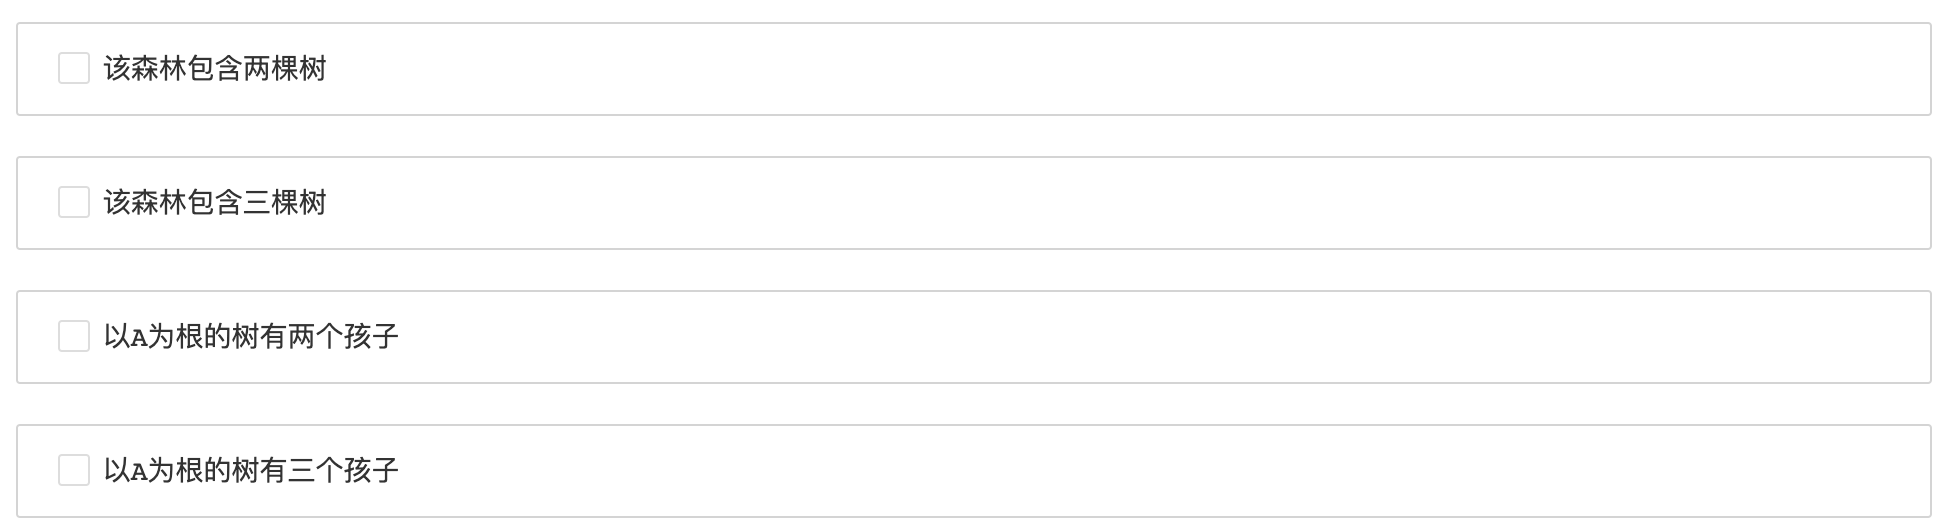 该森林包含两棵树
该森林包含三棵树
以A为根的树有两个孩子
以A为根的树有三个孩子